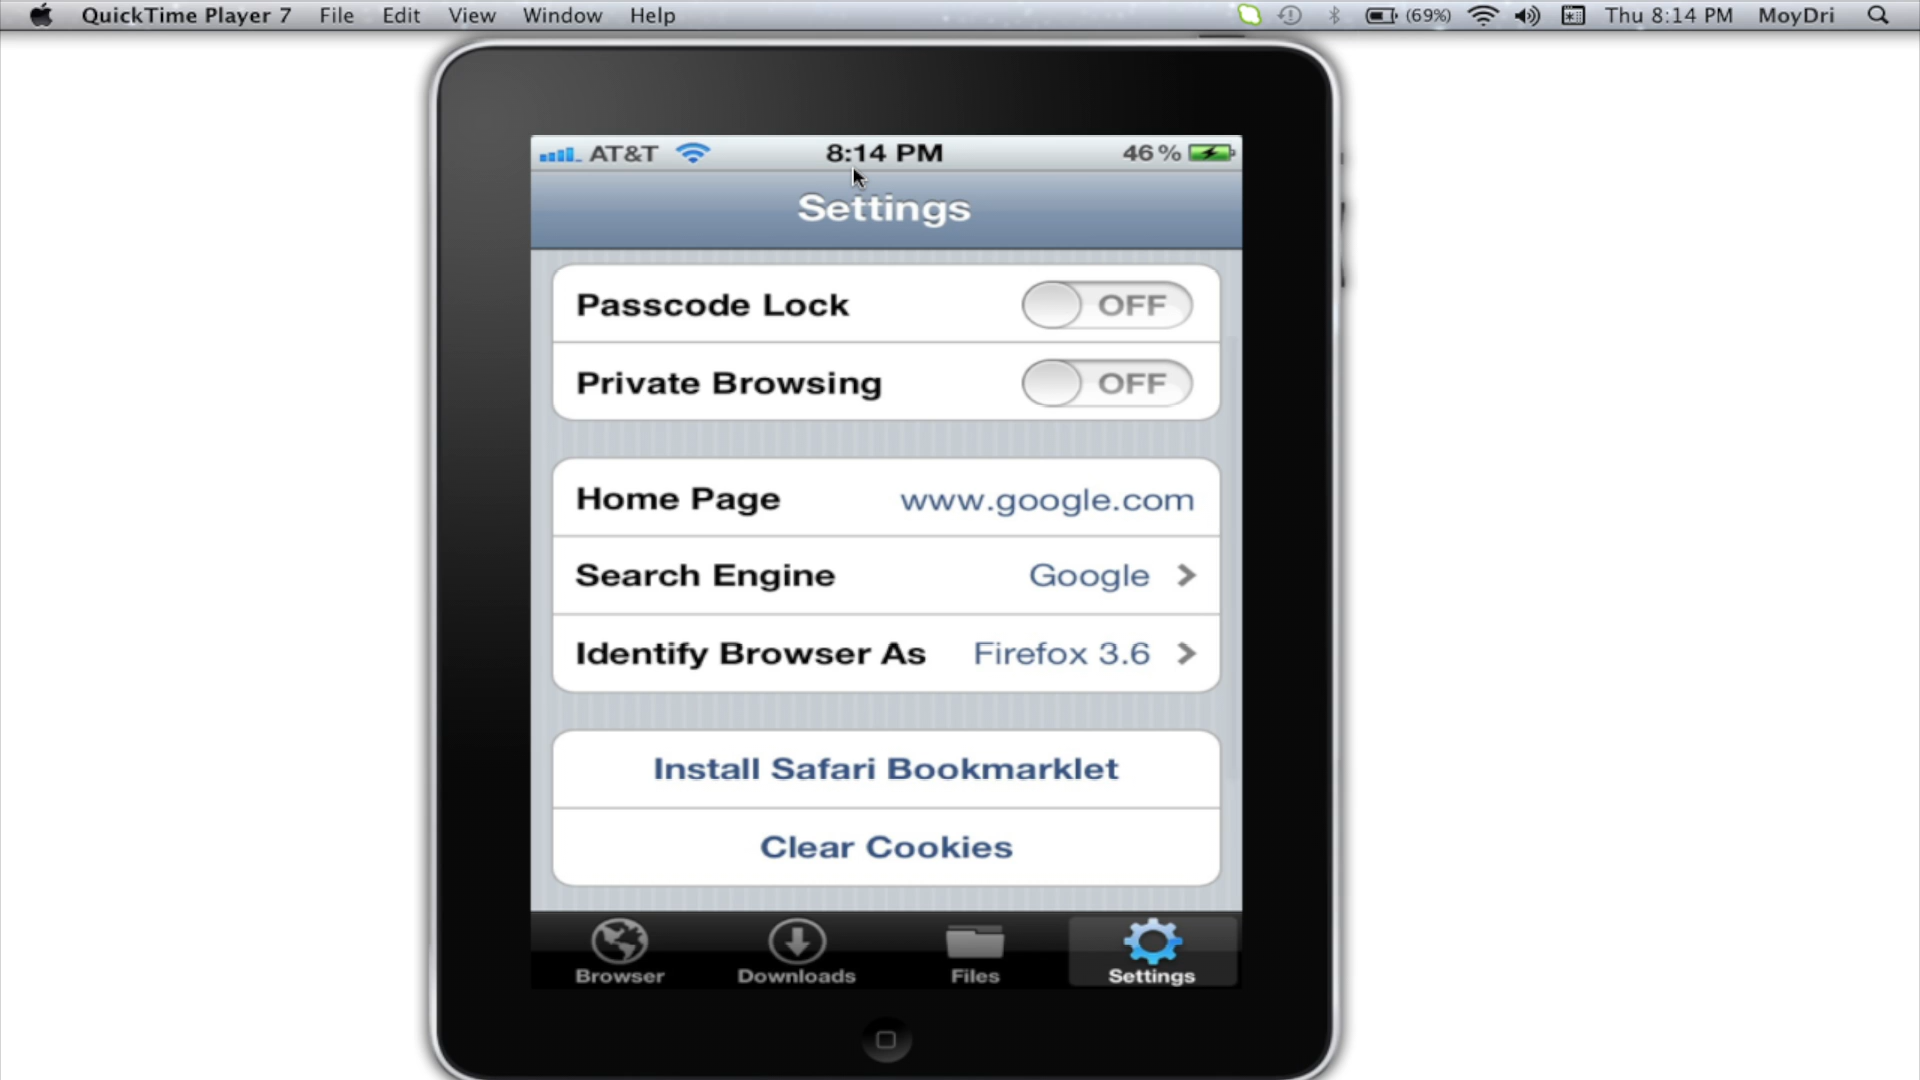 QuickTime Player 7 File Edit View Window Help (69%) Thu 8:14 PM MoyDri
AT&T 8:14 PM 46%
Settings
Passcode Lock OFF
Private Browsing OFF
Home Page www.google.com
Search Engine Google
Identify Browser As Firefox 3.6
Install Safari Bookmarklet
Clear Cookies
Browser Downloads Files Settings